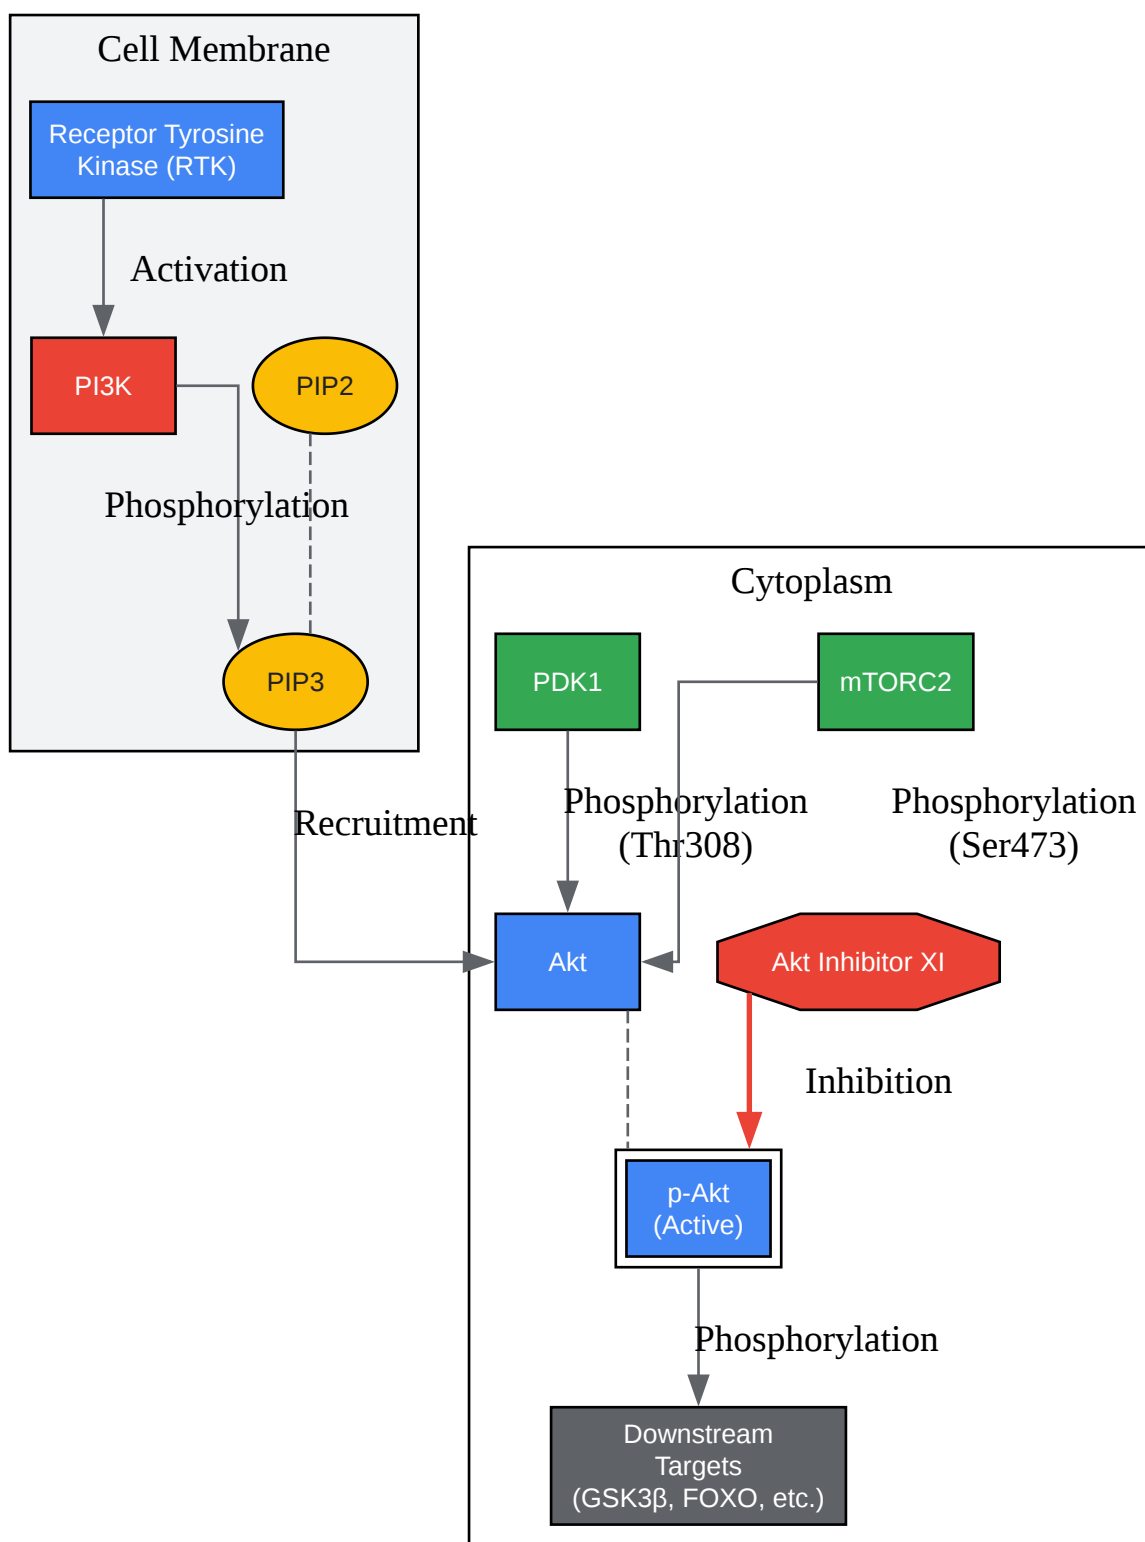 Cell Membrane
Receptor Tyrosine
Kinase (RTK)
Activation
PI3K
PIP2
Phosphorylation
PIP3
Recruitment
Cytoplasm
PDK1
mTORC2
Phosphorylation
(Thr308)
Phosphorylation
(Ser473)
Akt
Akt Inhibitor XI
Inhibition
p-Akt
(Active)
Phosphorylation
Downstream
Targets
(GSK3β, FOXO, etc.)